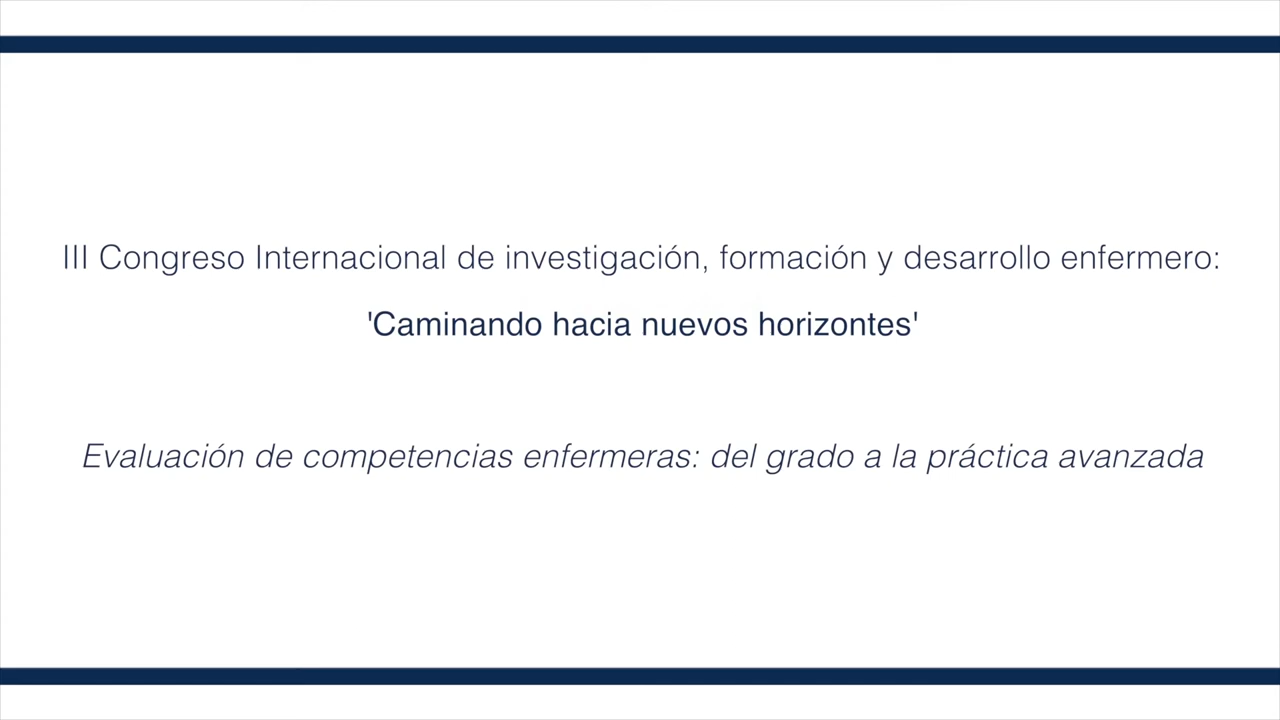 III Congreso Internacional de investigación, formación y desarrollo enfermero:
'Caminando hacia nuevos horizontes'
Evaluación de competencias enfermeras: del grado a la práctica avanzada